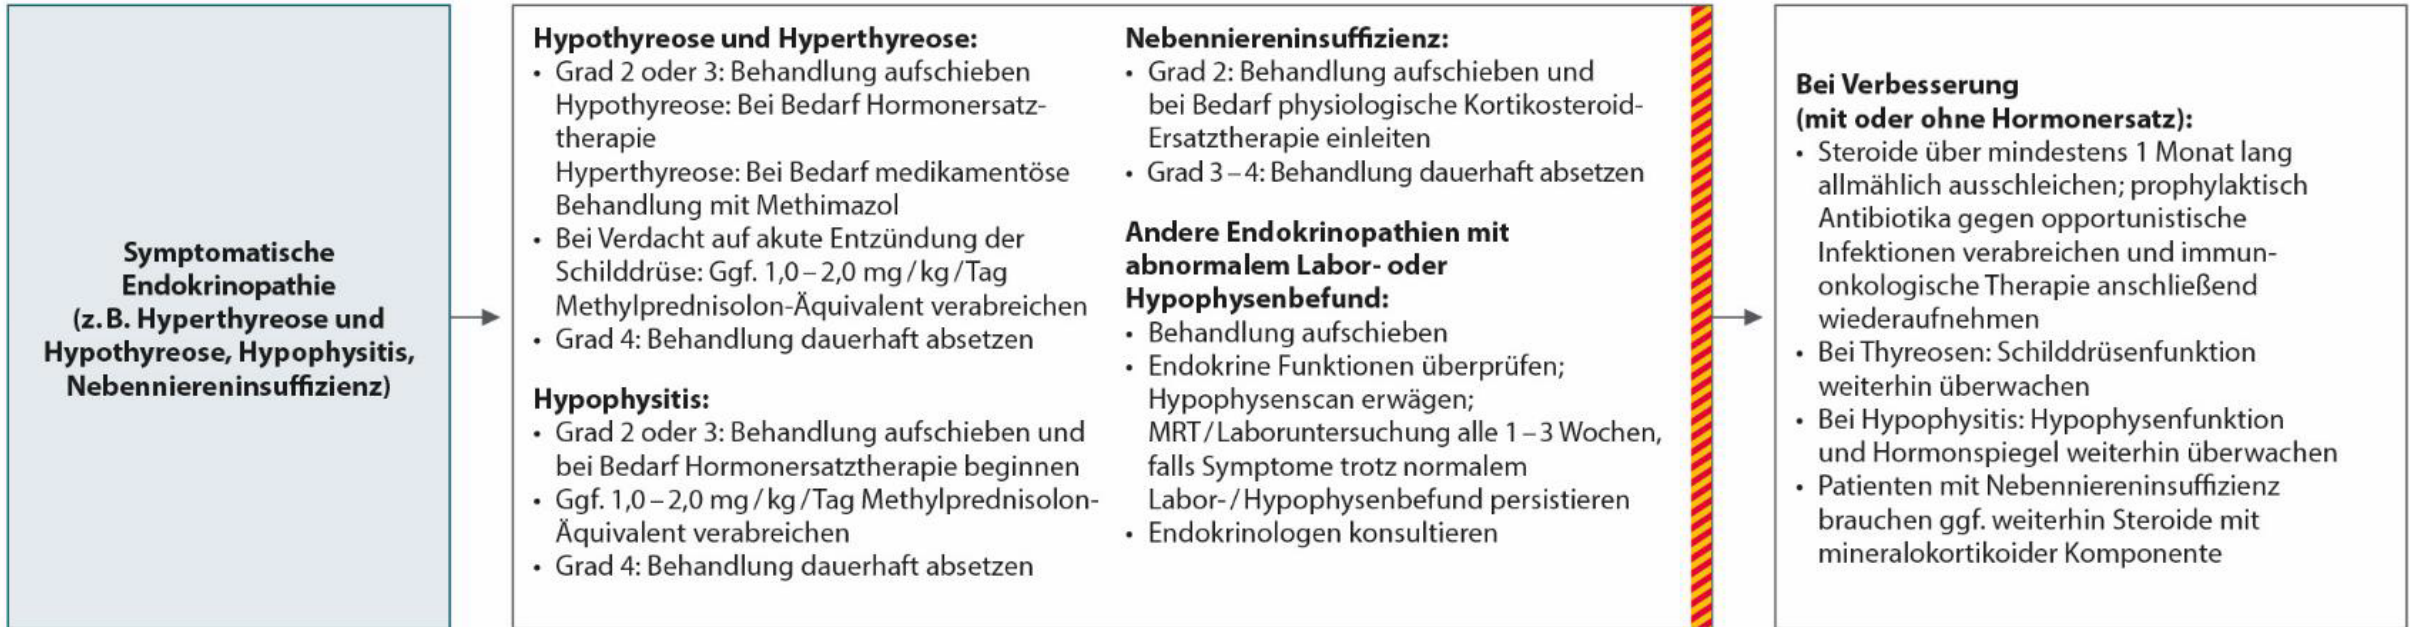 Symptomatische
Endokrinopathie
(z. B. Hyperthyreose und
Hypothyreose, Hypophysitis,
Nebenniereninsuffizienz)
Hypothyreose und Hyperthyreose:
• Grad 2 oder 3: Behandlung aufschieben
Hypothyreose: Bei Bedarf Hormonersatz-
therapie
Hyperthyreose: Bei Bedarf medikamentöse
Behandlung mit Methimazol
• Bei Verdacht auf akute Entzündung der
Schilddrüse: Ggf. 1,0 – 2,0 mg / kg / Tag
Methylprednisolon-Äquivalent verabreichen
• Grad 4: Behandlung dauerhaft absetzen
Hypophysitis:
• Grad 2 oder 3: Behandlung aufschieben und
bei Bedarf Hormonersatztherapie beginnen
• Ggf. 1,0 – 2,0 mg / kg / Tag Methylprednisolon-
Äquivalent verabreichen
• Grad 4: Behandlung dauerhaft absetzen
Nebenniereninsuffizienz:
• Grad 2: Behandlung aufschieben und
bei Bedarf physiologische Kortikosteroid-
Ersatztherapie einleiten
• Grad 3 – 4: Behandlung dauerhaft absetzen
Andere Endokrinopathien mit
abnormalem Labor- oder
Hypophysenbefund:
• Behandlung aufschieben
• Endokrine Funktionen überprüfen;
Hypophysenscan erwägen;
MRT / Laboruntersuchung alle 1 – 3 Wochen,
falls Symptome trotz normalem
Labor- / Hypophysenbefund persistieren
• Endokrinologen konsultieren
Bei Verbesserung
(mit oder ohne Hormonersatz):
• Steroide über mindestens 1 Monat lang
allmählich ausschleichen; prophylaktisch
Antibiotika gegen opportunistische
Infektionen verabreichen und immun-
onkologische Therapie anschließend
wiederaufnehmen
• Bei Thyreosen: Schilddrüsenfunktion
weiterhin überwachen
• Bei Hypophysitis: Hypophysenfunktion
und Hormonspiegel weiterhin überwachen
• Patienten mit Nebenniereninsuffizienz
brauchen ggf. weiterhin Steroide mit
mineralokortikoider Komponente